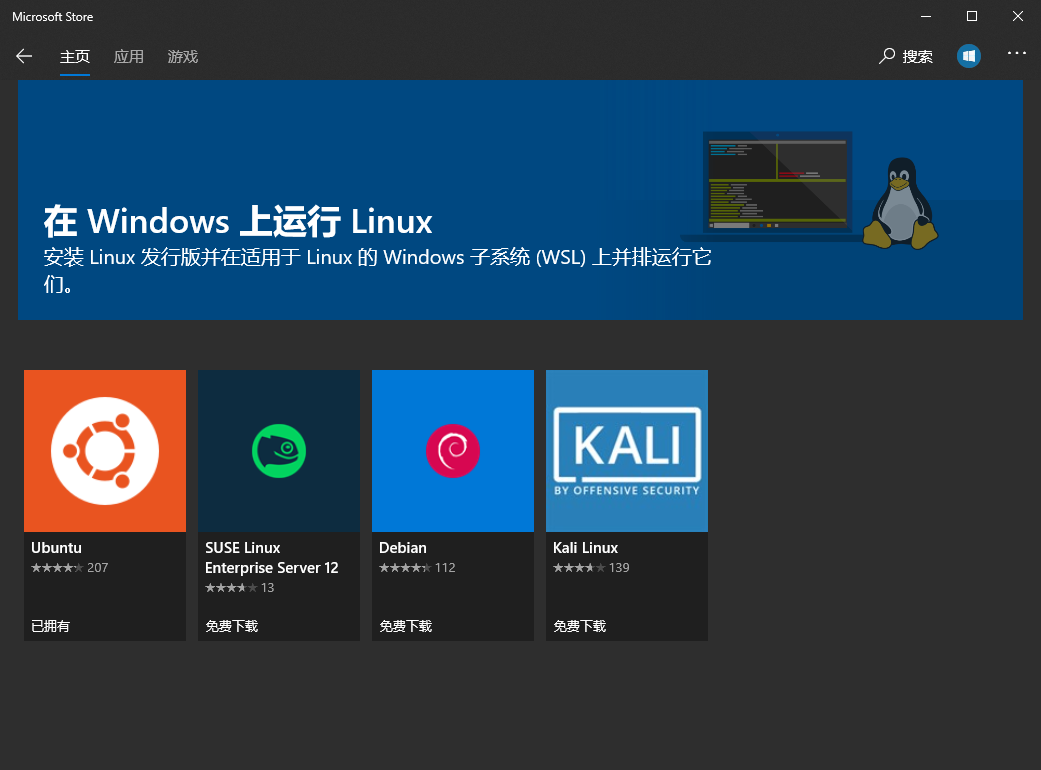 Microsoft Store
主页 应用 游戏 搜索
在 Windows 上运行 Linux
安装 Linux 发行版并在适用于 Linux 的 Windows 子系统 (WSL) 上并排运行它
们。
KALI
BY OFFENSIVE SECURITY
Ubuntu
207
已拥有
SUSE Linux
Enterprise Server 12
13
免费下载
Debian
112
免费下载
Kali Linux
139
免费下载